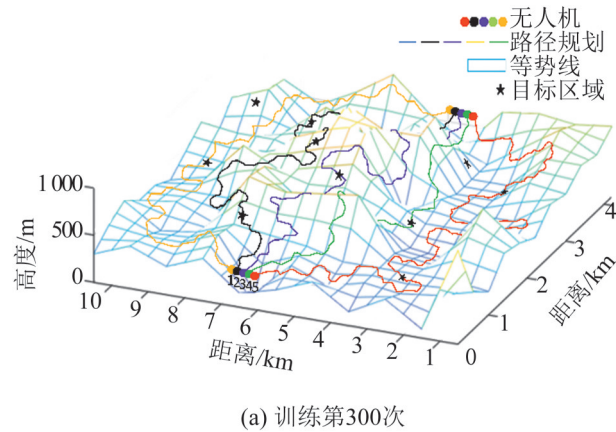 无人机
路径规划
等势线
目标区域
1 000
500
0
高度/m
12345
10 9 8 7 6 5 4 3 2 1 0
距离/km
1 2 3 4
距离/km
(a) 训练第300次